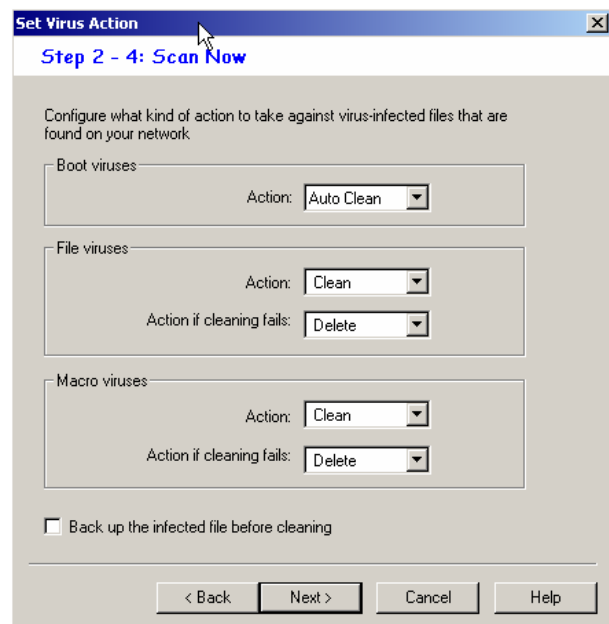 Set Virus Action
Step 2 - 4: Scan Now
Configure what kind of action to take against virus-infected files that are
found on your network
Boot viruses
Action: Auto Clean
File viruses
Action: Clean
Action if cleaning fails: Delete
Macro viruses
Action: Clean
Action if cleaning fails: Delete
Back up the infected file before cleaning
< Back Next > Cancel Help